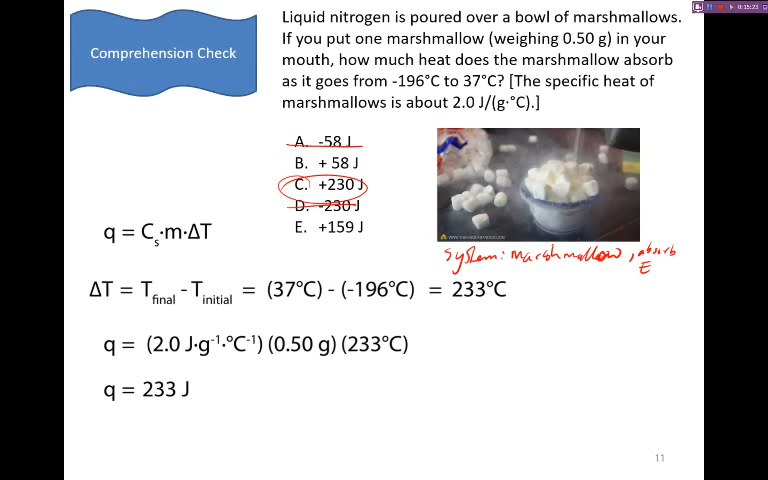 00:15:23
Comprehension Check
Liquid nitrogen is poured over a bowl of marshmallows.
If you put one marshmallow (weighing 0.50 g) in your
mouth, how much heat does the marshmallow absorb
as it goes from -196°C to 37°C? [The specific heat of
marshmallows is about 2.0 J/(g·°C).]
A. -58 J
B. + 58 J
C. +230 J
D. -230 J
E. +159 J
system: marshmallow, absorb
E
q = Cs·m·ΔT
ΔT = Tfinal - Tinitial = (37°C) - (-196°C) = 233°C
q = (2.0 J·g⁻¹·°C⁻¹) (0.50 g) (233°C)
q = 233 J
11